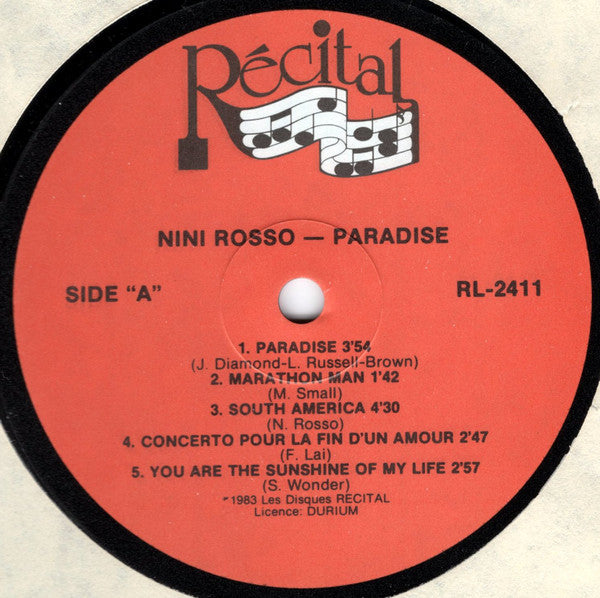 Récital
NINI ROSSO — PARADISE
SIDE "A"
RL-2411
1. PARADISE 3'54
(J. Diamond-L. Russell-Brown)
2. MARATHON MAN 1'42
(M. Small)
3. SOUTH AMERICA 4'30
(N. Rosso)
4. CONCERTO POUR LA FIN D'UN AMOUR 2'47
(F. Lai)
5. YOU ARE THE SUNSHINE OF MY LIFE 2'57
(S. Wonder)
1983 Les Disques RÉCITAL
Licence: DURIUM